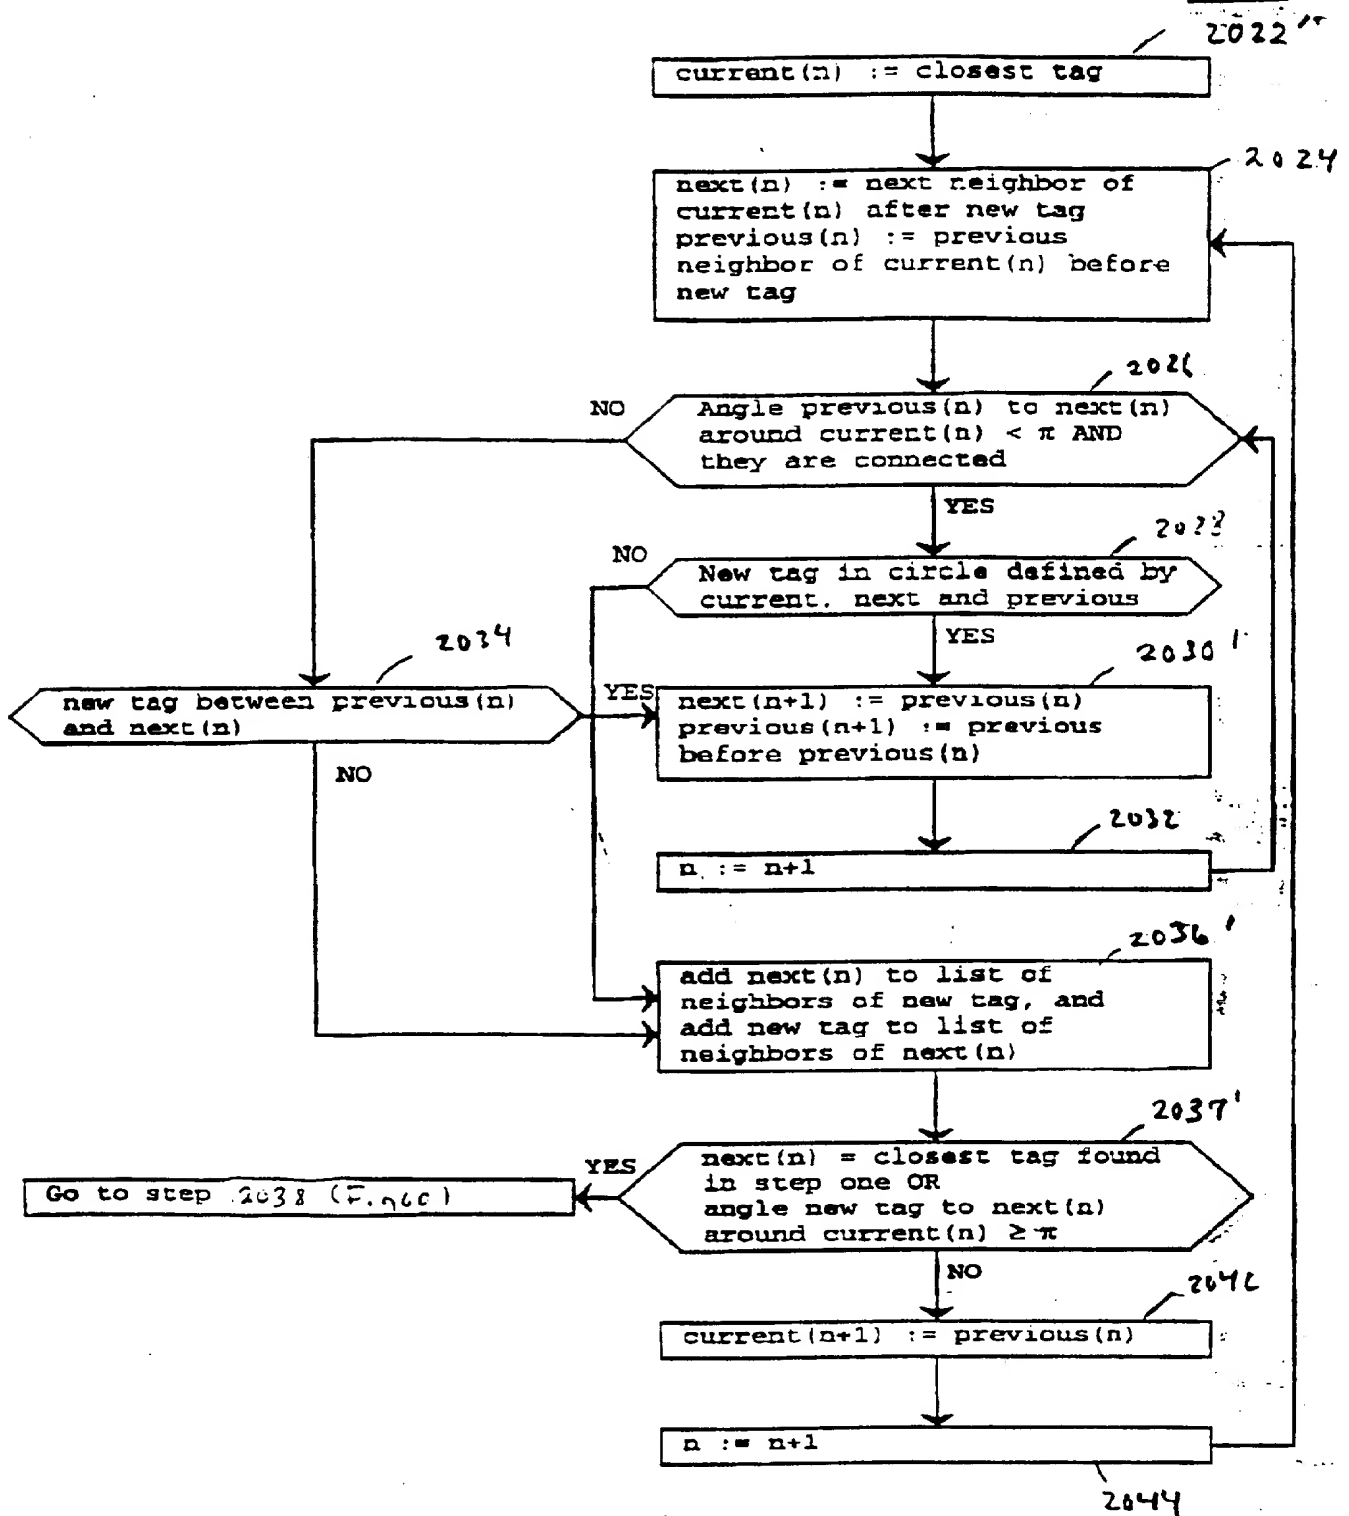 2022
current(n) := closest tag
2024
next(n) := next neighbor of
current(n) after new tag
previous(n) := previous
neighbor of current(n) before
new tag
NO
Angle previous(n) to next(n)
around current(n) < π AND
they are connected
YES
NO
New tag in circle defined by
current, next and previous
YES
2034
new tag between previous(n)
and next(n)
YES
NO
2030'
next(n+1) := previous(n)
previous(n+1) := previous
before previous(n)
2032
n := n+1
2036'
add next(n) to list of
neighbors of new tag, and
add new tag to list of
neighbors of next(n)
2037'
next(n) = closest tag found
in step one OR
angle new tag to next(n)
around current(n) ≥ π
YES
Go to step 2038
NO
current(n+1) := previous(n)
n := n+1
2044